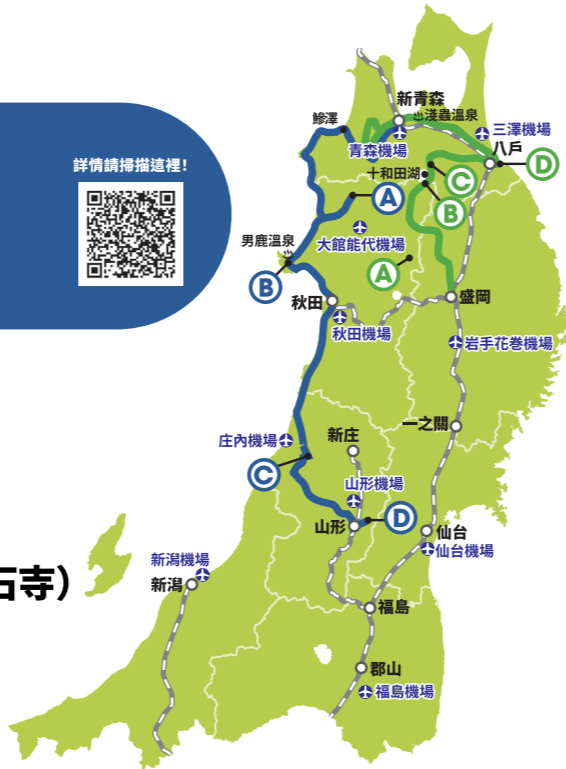 詳情請掃描這裡！
新青森
淺蟲溫泉
鰺澤
三澤機場
青森機場
八戶
D
十和田湖
C
A
B
大館能代機場
男鹿溫泉
A
B
秋田
盛岡
秋田機場
岩手花巻機場
一之關
新庄
庄內機場
C
山形機場
D
山形
仙台
仙台機場
新潟機場
石寺）
新潟
福島
郡山
福島機場